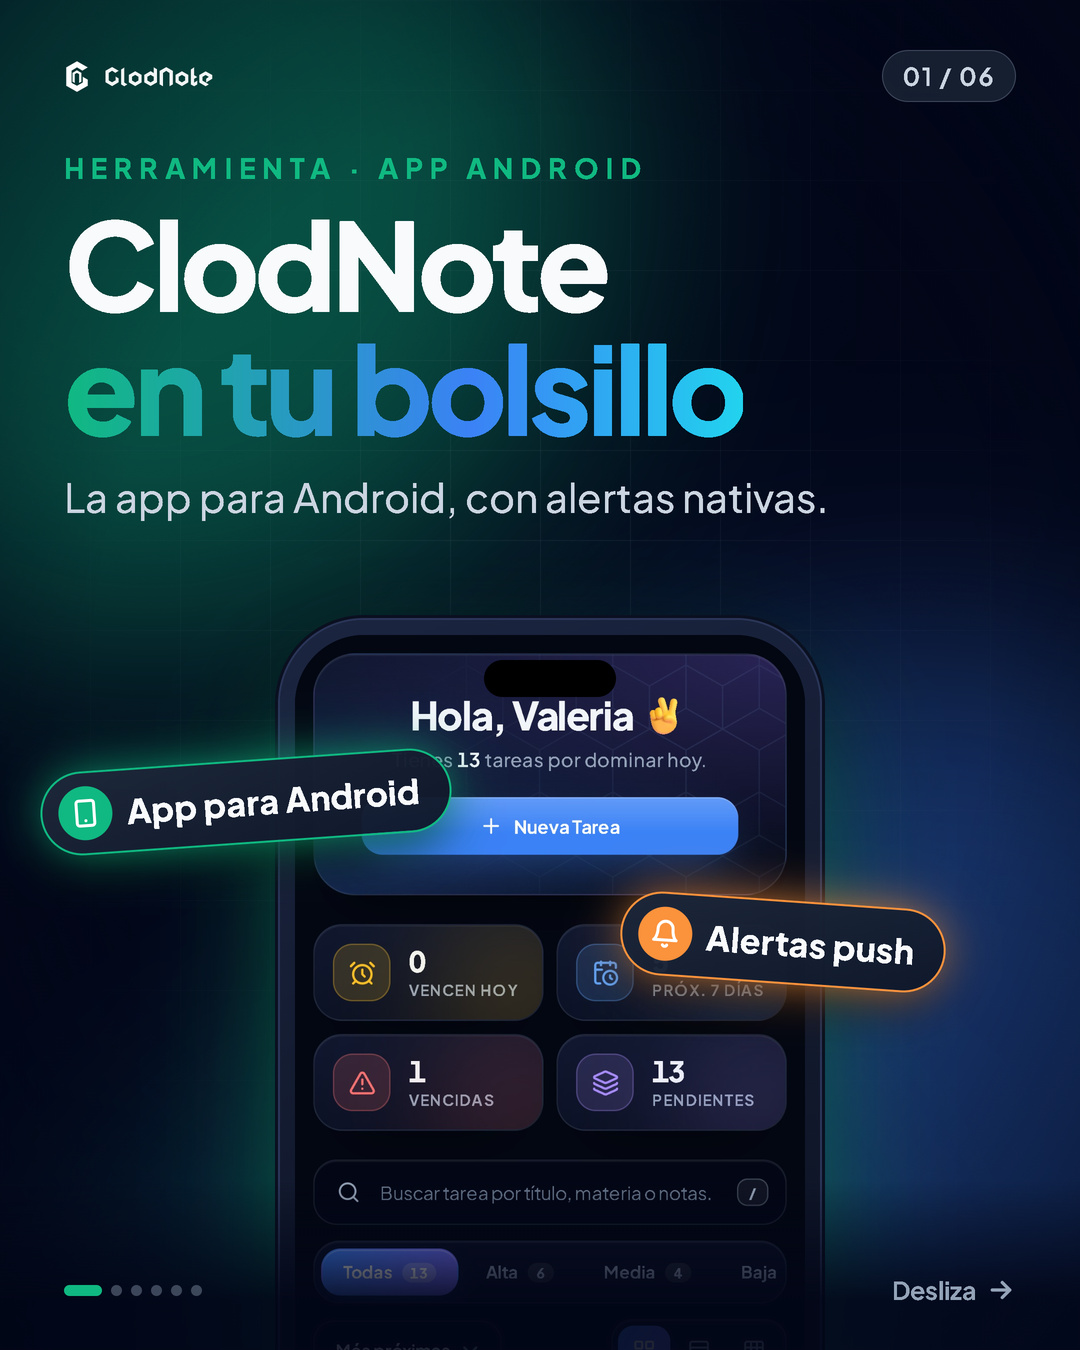 ClodNote
01 / 06
HERRAMIENTA · APP ANDROID
ClodNote
en tu bolsillo
La app para Android, con alertas nativas.
Hola, Valeria ✌️
13 tareas por dominar hoy.
App para Android
+ Nueva Tarea
Alertas push
0
VENCEN HOY
PRÓX. 7 DÍAS
1
VENCIDAS
13
PENDIENTES
Buscar tarea por título, materia o notas.
/
Todas 13 Alta 6 Media 4 Baja
Desliza →